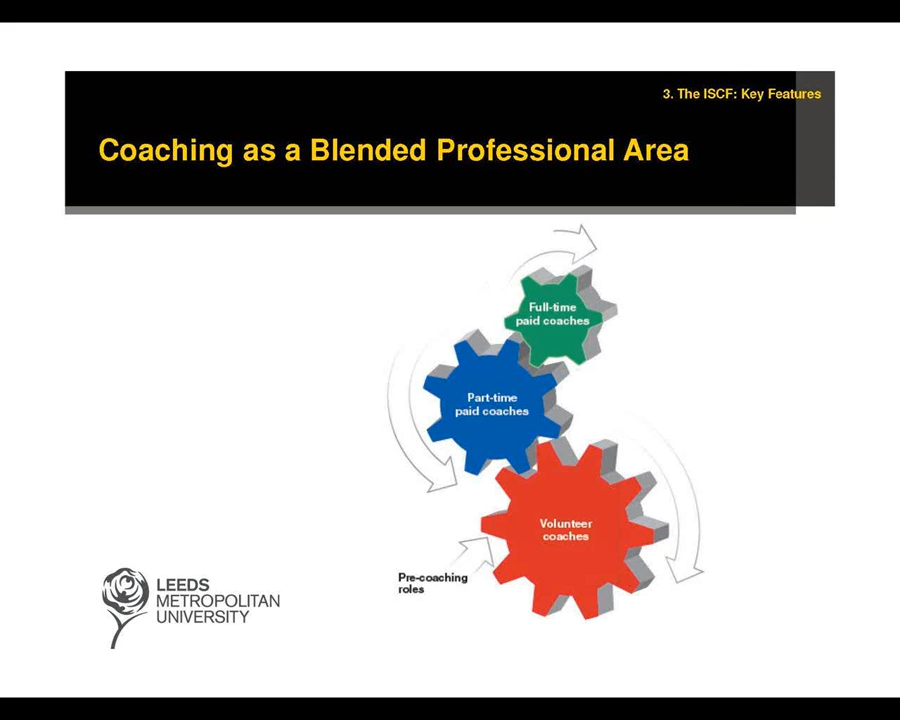 3. The ISCF: Key Features
Coaching as a Blended Professional Area
Full-time
paid coaches
Part-time
paid coaches
Volunteer
coaches
Pre-coaching
roles
LEEDS
METROPOLITAN
UNIVERSITY